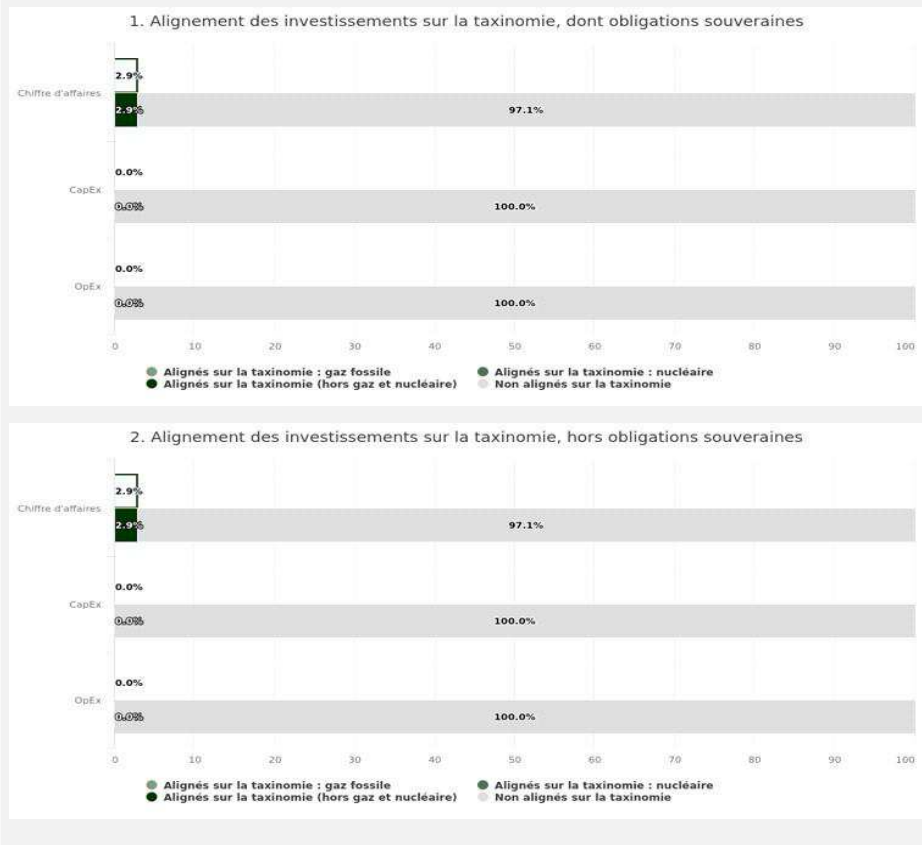 1. Alignement des investissements sur la taxinomie, dont obligations souveraines
2.9%
Chiffre d'affaires
2.9%
97.1%
0.0%
CapEx
0.0%
100.0%
0.0%
OpEx
0.0%
100.0%
0 10 20 30 40 50 60 70 80 90 100
Alignés sur la taxinomie : gaz fossile Alignés sur la taxinomie : nucléaire
Alignés sur la taxinomie (hors gaz et nucléaire) Non alignés sur la taxinomie
2. Alignement des investissements sur la taxinomie, hors obligations souveraines
2.9%
Chiffre d'affaires
2.9%
97.1%
0.0%
CapEx
0.0%
100.0%
0.0%
OpEx
0.0%
100.0%
0 10 20 30 40 50 60 70 80 90 100
Alignés sur la taxinomie : gaz fossile Alignés sur la taxinomie : nucléaire
Alignés sur la taxinomie (hors gaz et nucléaire) Non alignés sur la taxinomie